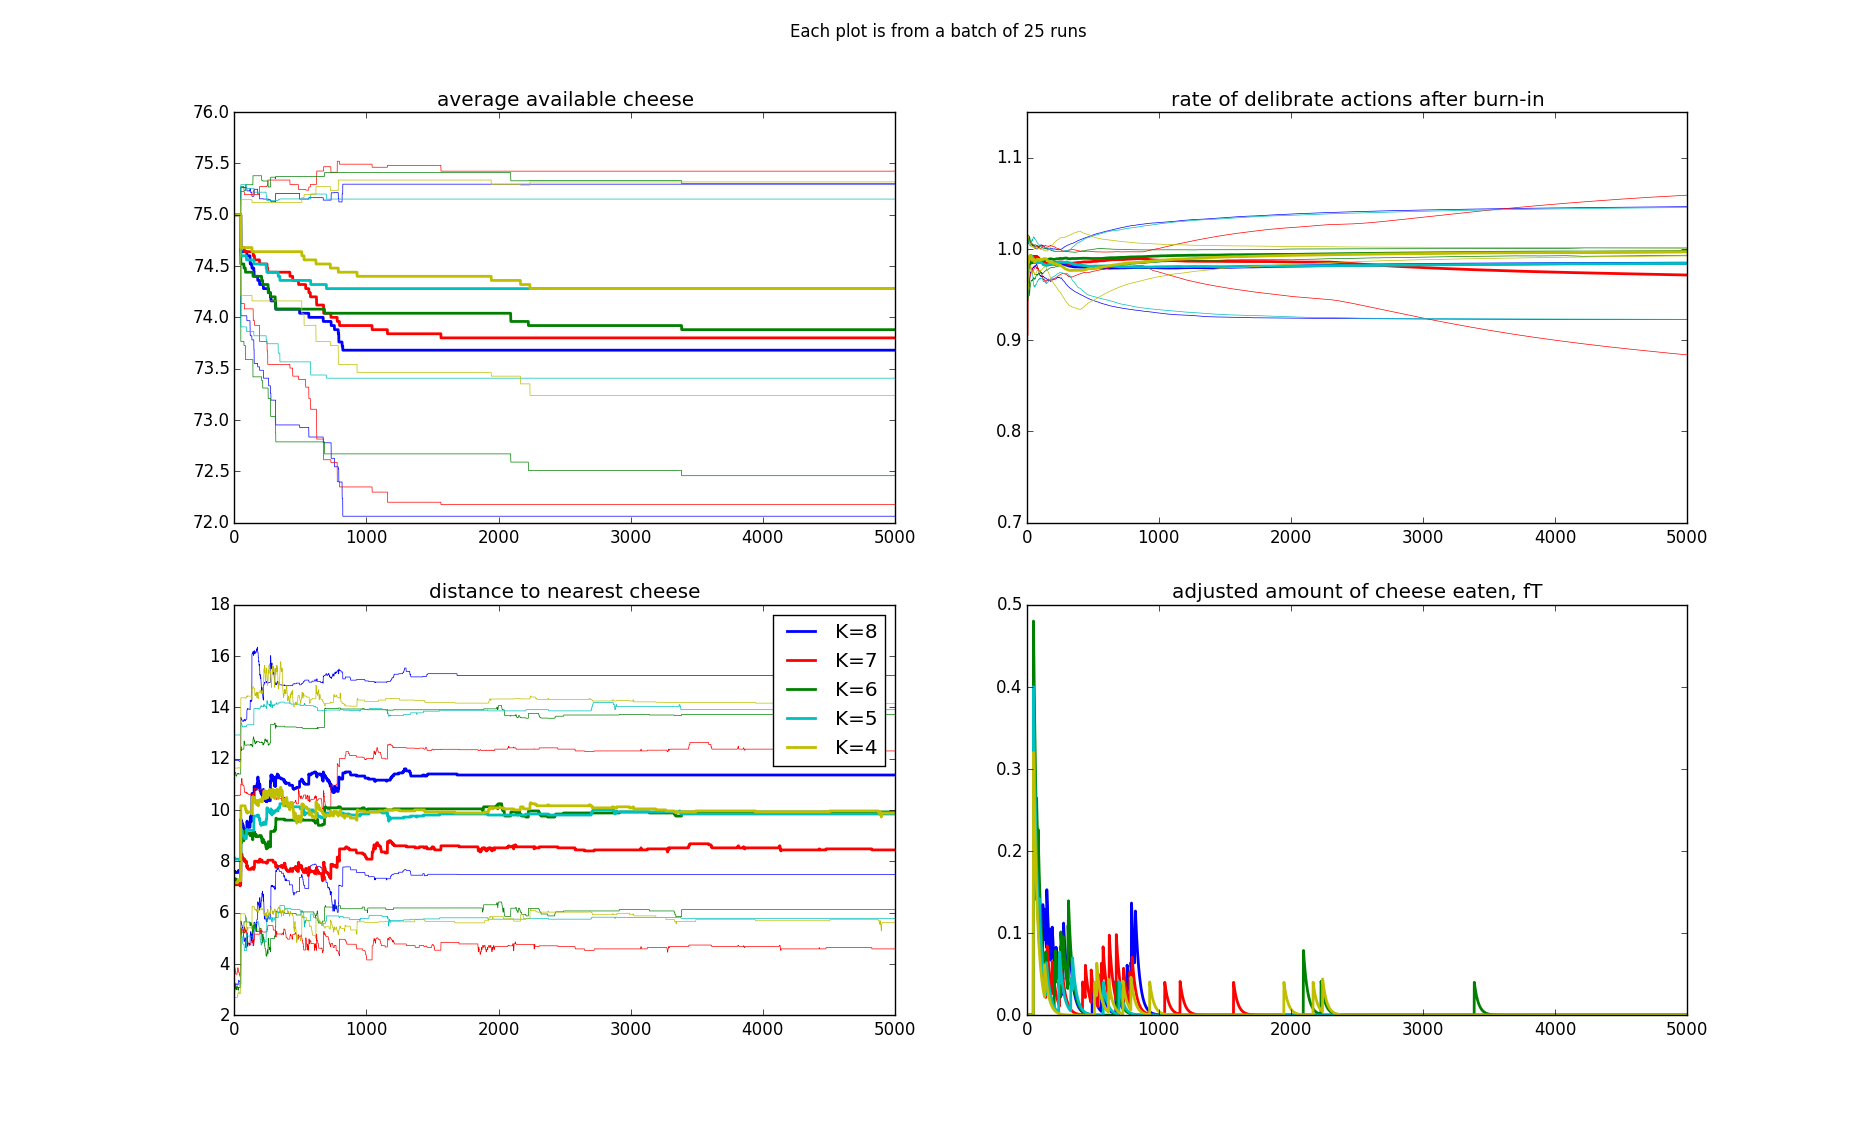 Each plot is from a batch of 25 runs
average available cheese
76.0
75.5
75.0
74.5
74.0
73.5
73.0
72.5
72.0
0 1000 2000 3000 4000 5000
rate of delibrate actions after burn-in
1.1
1.0
0.9
0.8
0.7
0 1000 2000 3000 4000 5000
distance to nearest cheese
18
16
14
12
10
8
6
4
2
0 1000 2000 3000 4000 5000
K=8
K=7
K=6
K=5
K=4
adjusted amount of cheese eaten, fT
0.5
0.4
0.3
0.2
0.1
0.0
0 1000 2000 3000 4000 5000